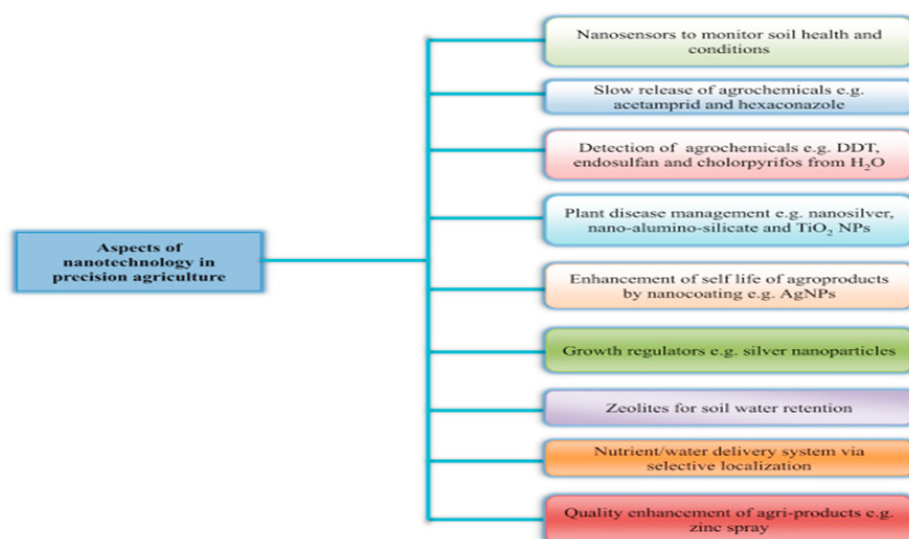 Aspects of
nanotechnology in
precision agriculture
Nanosensors to monitor soil health and
conditions
Slow release of agrochemicals e.g.
acetamprid and hexaconazole
Detection of agrochemicals e.g. DDT,
endosulfan and cholorpyrifos from H₂O
Plant disease management e.g. nanosilver,
nano-alumino-silicate and TiO₂ NPs
Enhancement of self life of agroproducts
by nanocoating e.g. AgNPs
Growth regulators e.g. silver nanoparticles
Zeolites for soil water retention
Nutrient/water delivery system via
selective localization
Quality enhancement of agri-products e.g.
zinc spray